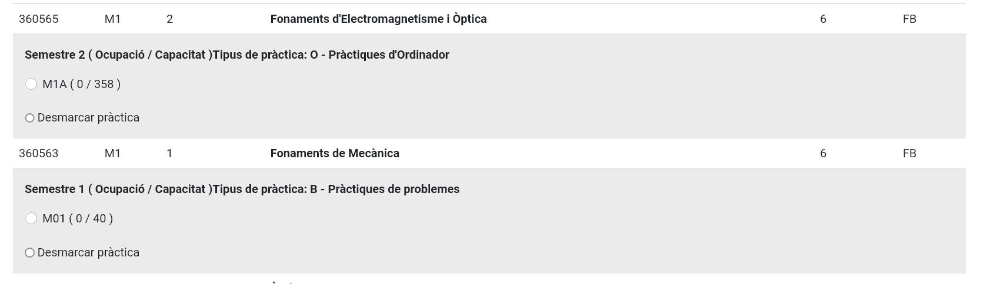 360565 M1 2 Fonaments d'Electromagnetisme i Òptica 6 FB
Semestre 2 ( Ocupació / Capacitat )Tipus de pràctica: O - Pràctiques d'Ordinador
M1A ( 0 / 358 )
Desmarcar pràctica
360563 M1 1 Fonaments de Mecànica 6 FB
Semestre 1 ( Ocupació / Capacitat )Tipus de pràctica: B - Pràctiques de problemes
M01 ( 0 / 40 )
Desmarcar pràctica